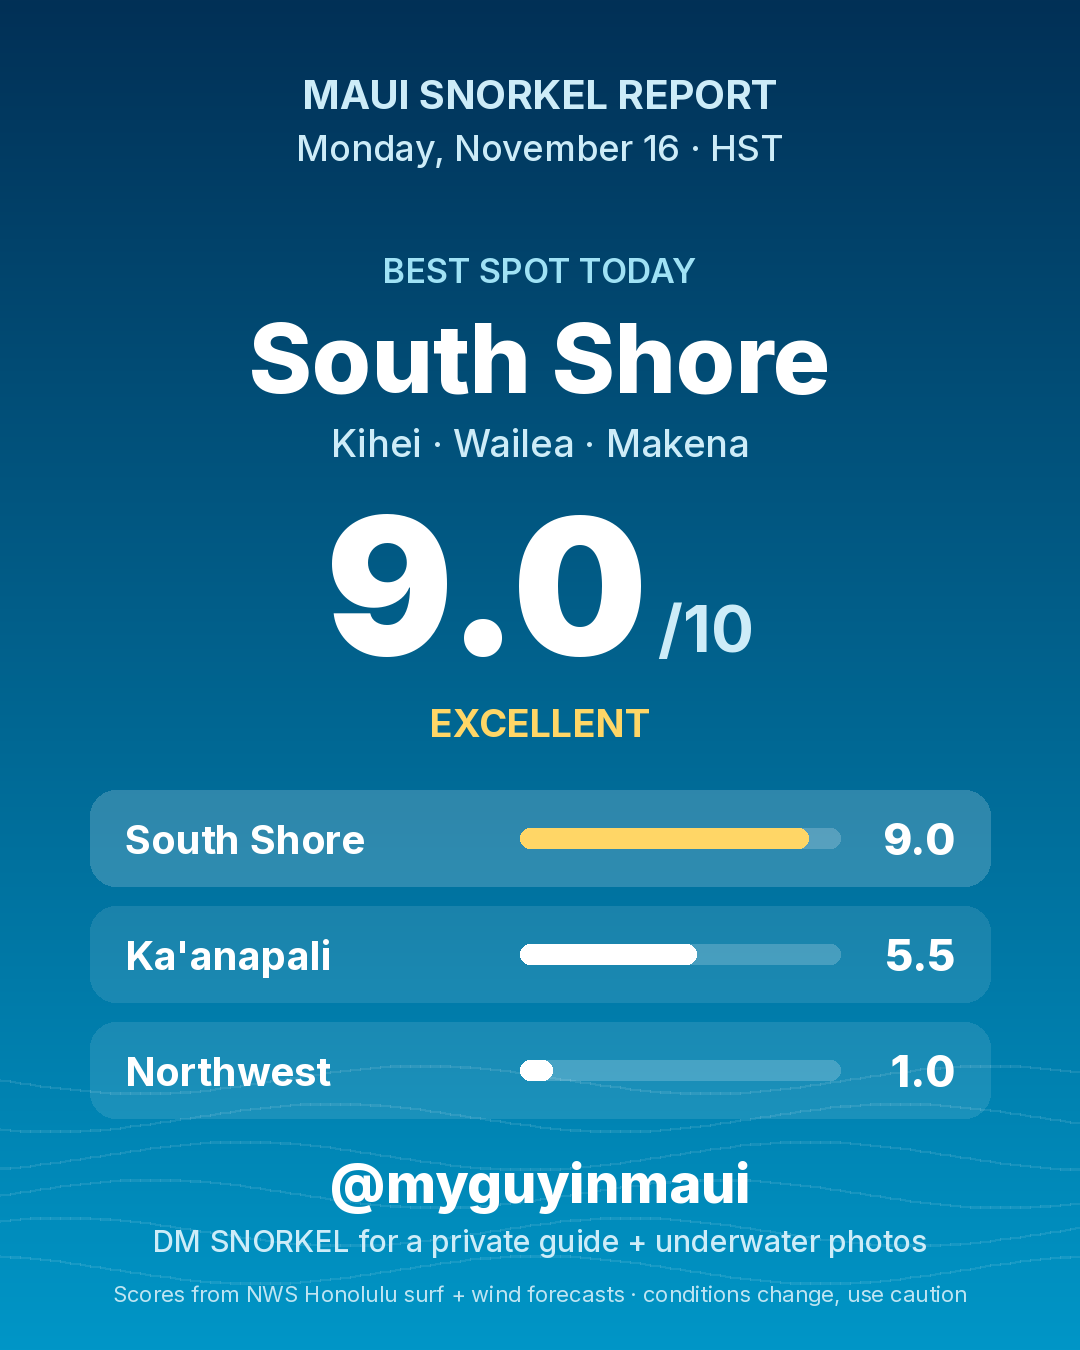 MAUI SNORKEL REPORT
Monday, November 16 · HST
BEST SPOT TODAY
South Shore
Kihei · Wailea · Makena
9.0 /10
EXCELLENT
South Shore 9.0
Ka'anapali 5.5
Northwest 1.0
@myguyinmaui
DM SNORKEL for a private guide + underwater photos
Scores from NWS Honolulu surf + wind forecasts · conditions change, use caution